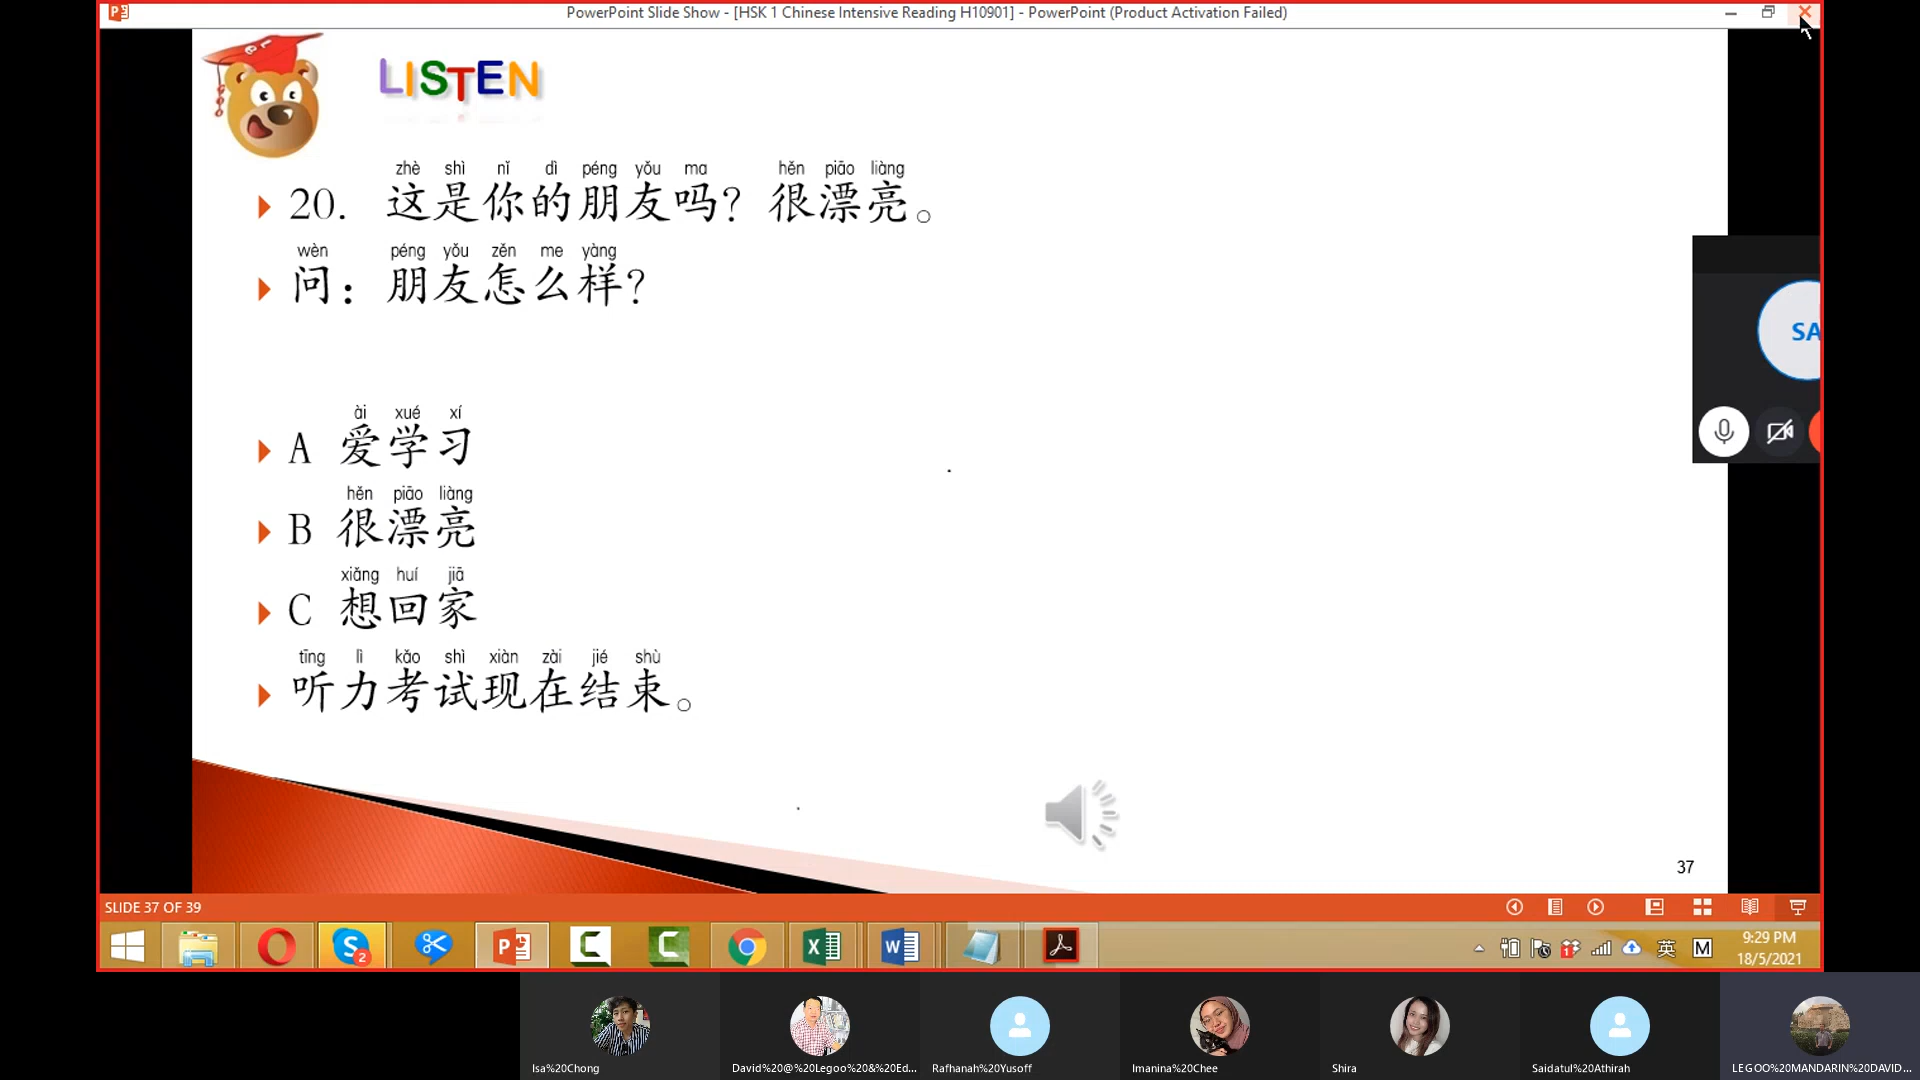 PowerPoint Slide Show - [HSK 1 Chinese Intensive Reading H10901] - PowerPoint (Product Activation Failed)
LISTEN
zhè shì nǐ dì péng yǒu ma hěn piāo liàng
20. 这是你的朋友吗？很漂亮。
wèn péng yǒu zěn me yàng
问：朋友怎么样？
ài xué xí
A 爱学习
hěn piāo liàng
B 很漂亮
xiǎng huí jiā
C 想回家
tīng lì kǎo shì xiàn zài jié shù
听力考试现在结束。
SA
37
SLIDE 37 OF 39
2
英
M
9:29 PM
18/5/2021
Isa%20Chong
David%20@%20Legoo%20&%20Ed...
Rafhanah%20Yusoff
Imanina%20Chee
Shira
Saidatul%20Athirah
LEGOO%20MANDARIN%20DAVID...